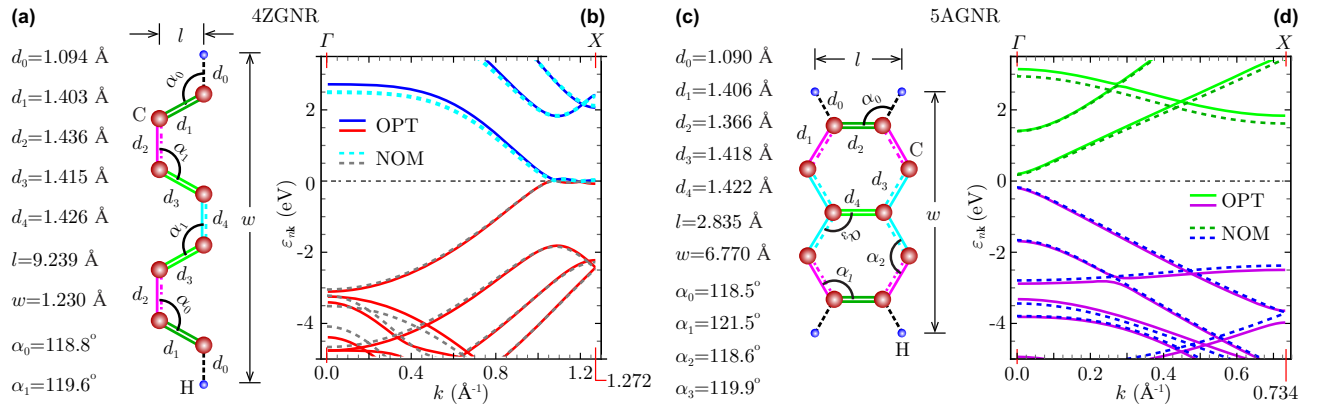 (a)
4ZGNR
(b)
(c)
5AGNR
(d)
d₀=1.094 Å
d₁=1.403 Å
d₂=1.436 Å
d₃=1.415 Å
d₄=1.426 Å
l=9.239 Å
w=1.230 Å
α₀=118.8°
α₁=119.6°
l
α₀
d₀
C
d₁
d₂
α₁
d₃
d₄
w
α₁
d₃
d₂
α₀
d₁
d₀
H
Γ
X
OPT
NOM
2
0
-2
-4
εₙₖ (eV)
0.0
0.4
0.8
1.2
k (Å⁻¹)
1.272
d₀=1.090 Å
d₁=1.406 Å
d₂=1.366 Å
d₃=1.418 Å
d₄=1.422 Å
l=2.835 Å
w=6.770 Å
α₀=118.5°
α₁=121.5°
α₂=118.6°
α₃=119.9°
l
d₀
α₀
d₁
d₂
C
d₃
d₄
w
α₃
α₂
α₁
H
Γ
X
2
0
-2
-4
εₙₖ (eV)
OPT
NOM
0.0
0.2
0.4
0.6
k (Å⁻¹)
0.734